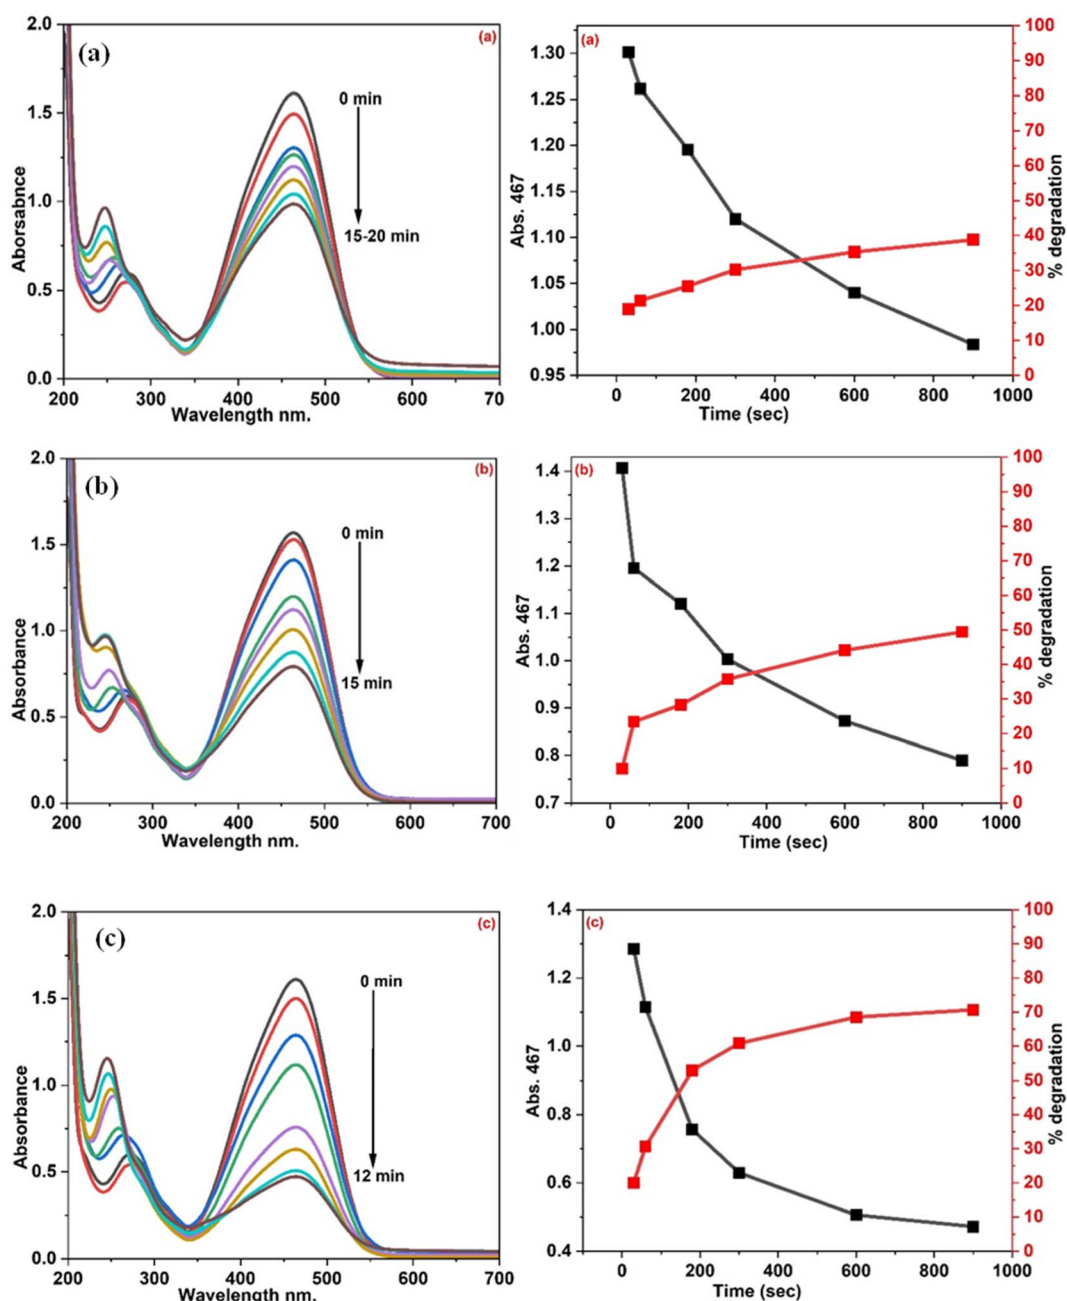 (a)
(a)
2.0
1.5
1.0
0.5
0.0
Aborsabnce
0 min
15-20 min
200 300 400 500 600 70
Wavelength nm.
(a)
1.30
1.25
1.20
1.15
1.10
1.05
1.00
0.95
Abs. 467
100
90
80
70
60
50
40
30
20
10
0
% degradation
0 200 400 600 800 1000
Time (sec)
(b)
(b)
2.0
1.5
1.0
0.5
0.0
Absorbance
0 min
15 min
200 300 400 500 600 700
Wavelength nm.
(b)
1.4
1.3
1.2
1.1
1.0
0.9
0.8
0.7
Abs. 467
100
90
80
70
60
50
40
30
20
10
0
% degradation
0 200 400 600 800 1000
Time (sec)
(c)
(c)
2.0
1.5
1.0
0.5
0.0
Absorbance
0 min
12 min
200 300 400 500 600 70
Wavelength nm.
(c)
1.4
1.2
1.0
0.8
0.6
0.4
Abs. 467
100
90
80
70
60
50
40
30
20
10
0
% degradation
0 200 400 600 800 1000
Time (sec)